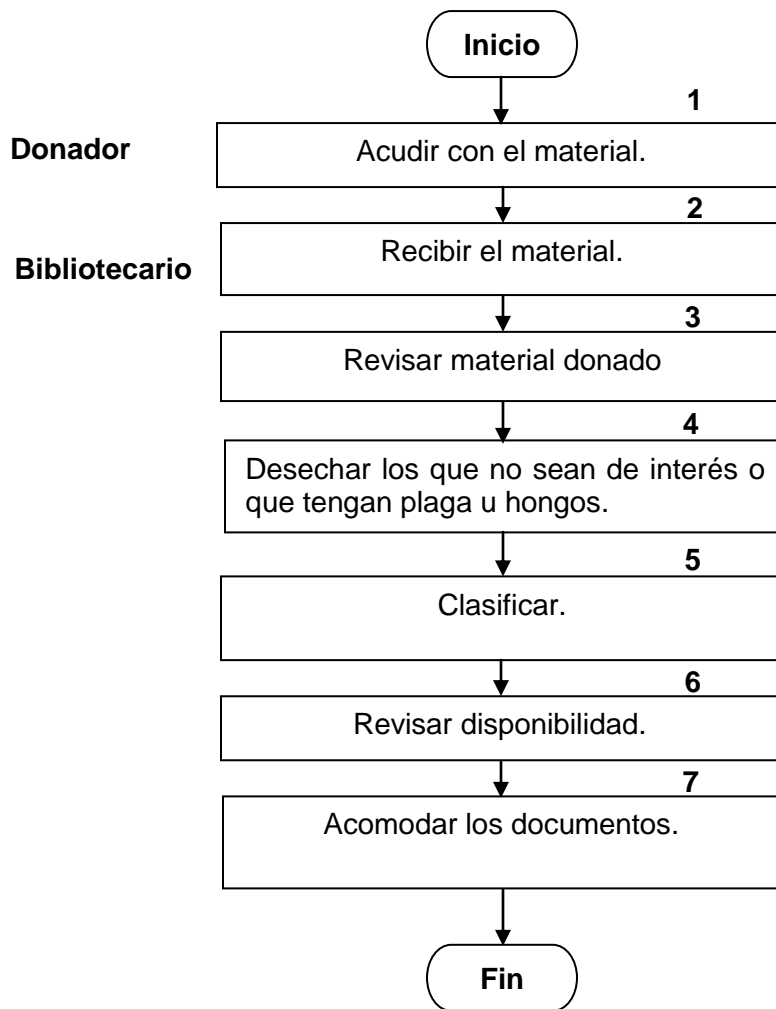 Inicio
1
Donador
Acudir con el material.
2
Bibliotecario
Recibir el material.
3
Revisar material donado
4
Desechar los que no sean de interés o
que tengan plaga u hongos.
5
Clasificar.
6
Revisar disponibilidad.
7
Acomodar los documentos.
Fin